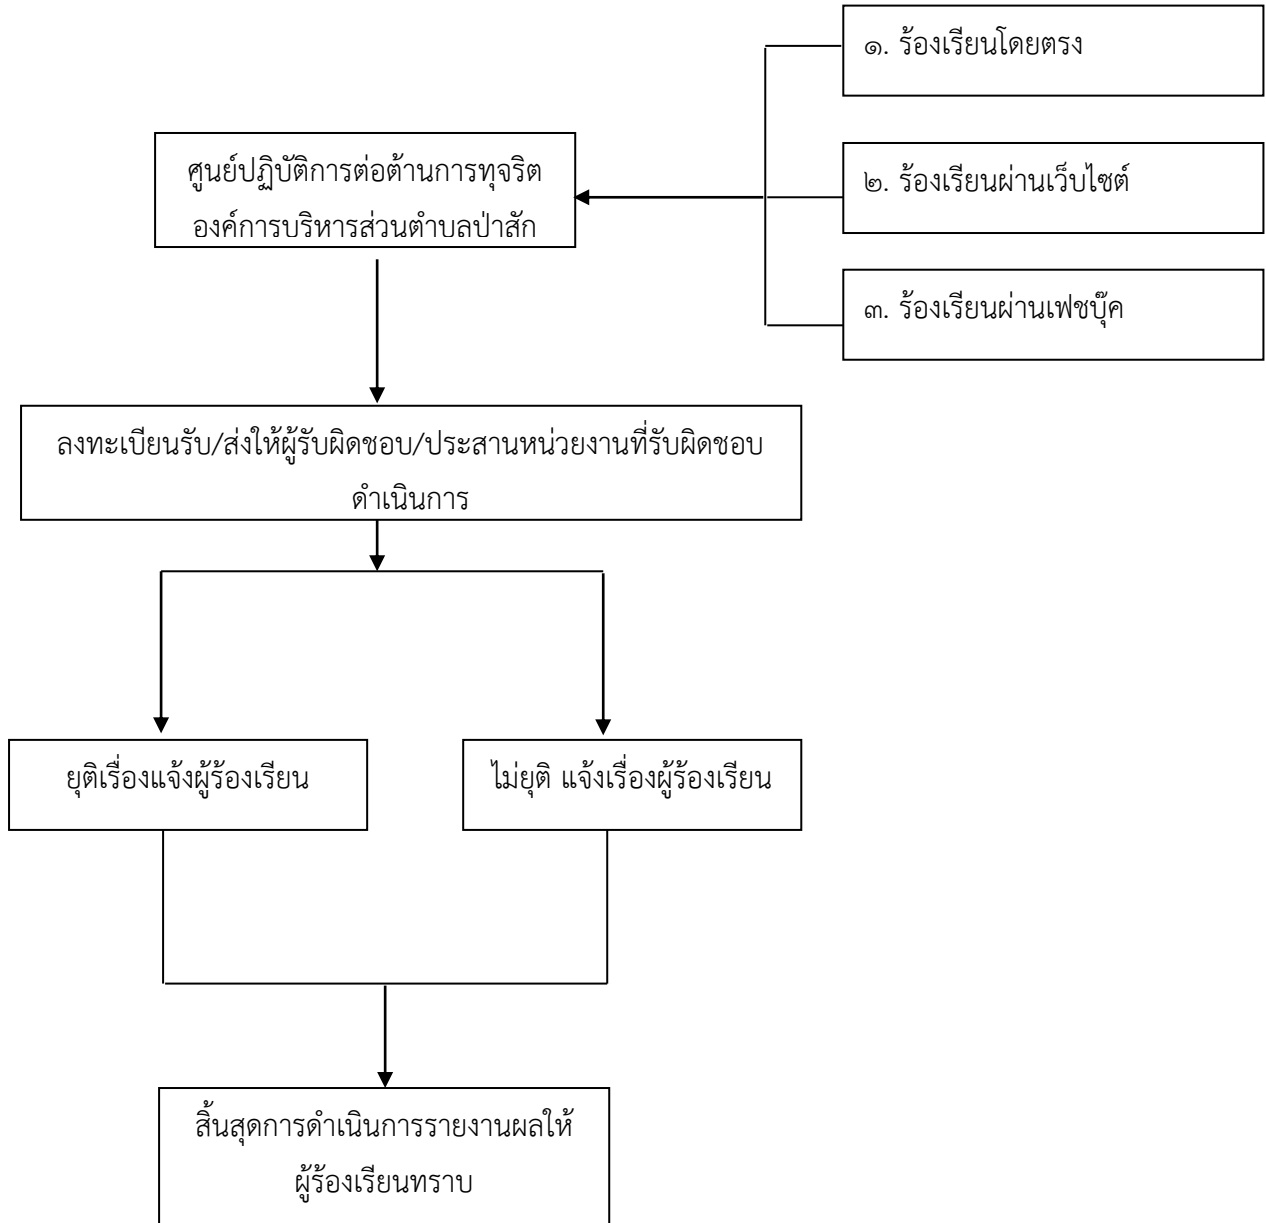 ๑. ร้องเรียนโดยตรง
ศูนย์ปฏิบัติการต่อต้านการทุจริต
องค์การบริหารส่วนตำบลป่าสัก
๒. ร้องเรียนผ่านเว็บไซต์
๓. ร้องเรียนผ่านเฟชบุ๊ค
ลงทะเบียนรับ/ส่งให้ผู้รับผิดชอบ/ประสานหน่วยงานที่รับผิดชอบ
ดำเนินการ
ยุติเรื่องแจ้งผู้ร้องเรียน
ไม่ยุติ แจ้งเรื่องผู้ร้องเรียน
สิ้นสุดการดำเนินการรายงานผลให้
ผู้ร้องเรียนทราบ